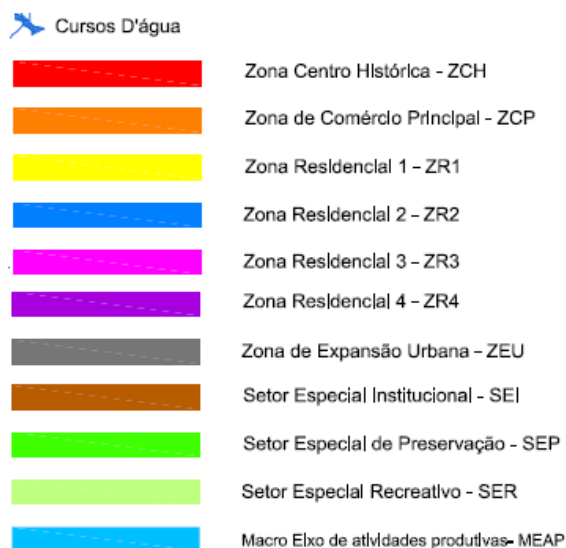 Cursos D'água
Zona Centro Histórica - ZCH
Zona de Comércio Principal - ZCP
Zona Residencial 1 - ZR1
Zona Residencial 2 - ZR2
Zona Residencial 3 - ZR3
Zona Residencial 4 - ZR4
Zona de Expansão Urbana - ZEU
Setor Especial Institucional - SEI
Setor Especial de Preservação - SEP
Setor Especial Recreativo - SER
Macro Eixo de atividades produtivas- MEAP